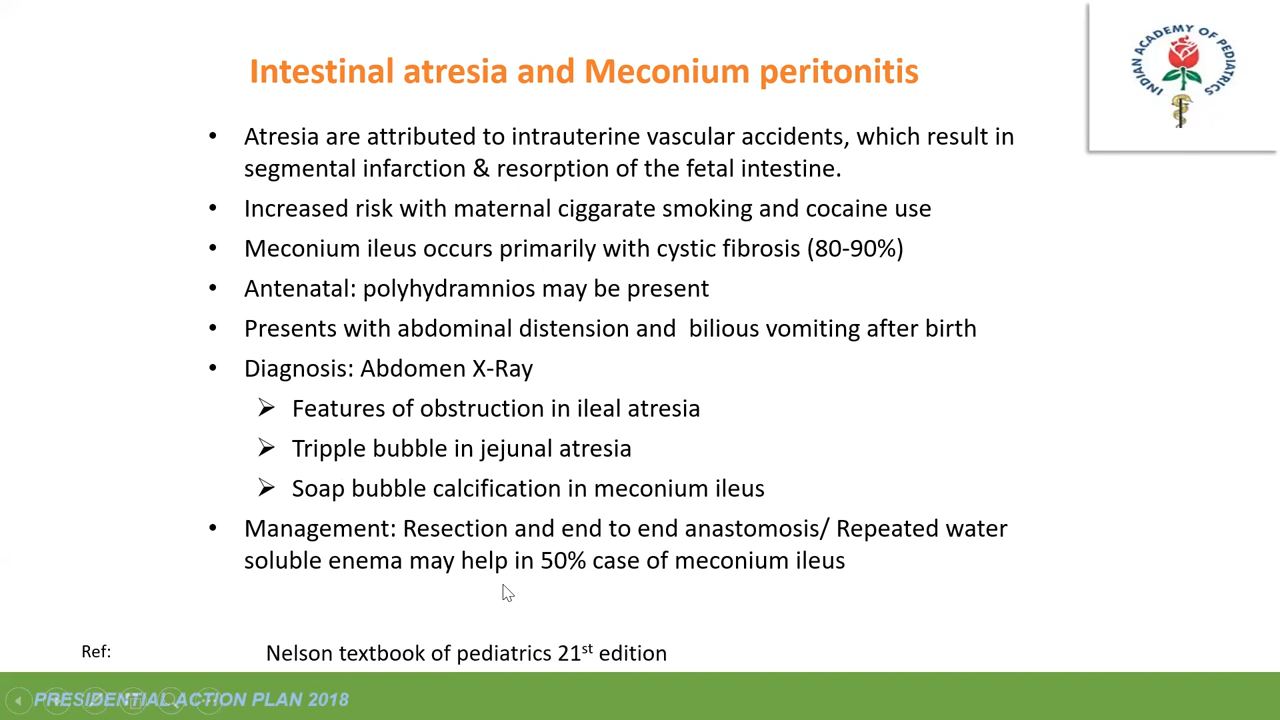 Intestinal atresia and Meconium peritonitis
INDIAN ACADEMY OF PEDIATRICS
• Atresia are attributed to intrauterine vascular accidents, which result in
segmental infarction & resorption of the fetal intestine.
• Increased risk with maternal ciggarate smoking and cocaine use
• Meconium ileus occurs primarily with cystic fibrosis (80-90%)
• Antenatal: polyhydramnios may be present
• Presents with abdominal distension and  bilious vomiting after birth
• Diagnosis: Abdomen X-Ray
➢ Features of obstruction in ileal atresia
➢ Tripple bubble in jejunal atresia
➢ Soap bubble calcification in meconium ileus
• Management: Resection and end to end anastomosis/ Repeated water
soluble enema may help in 50% case of meconium ileus
Ref: Nelson textbook of pediatrics 21st edition
PRESIDENTIAL ACTION PLAN 2018